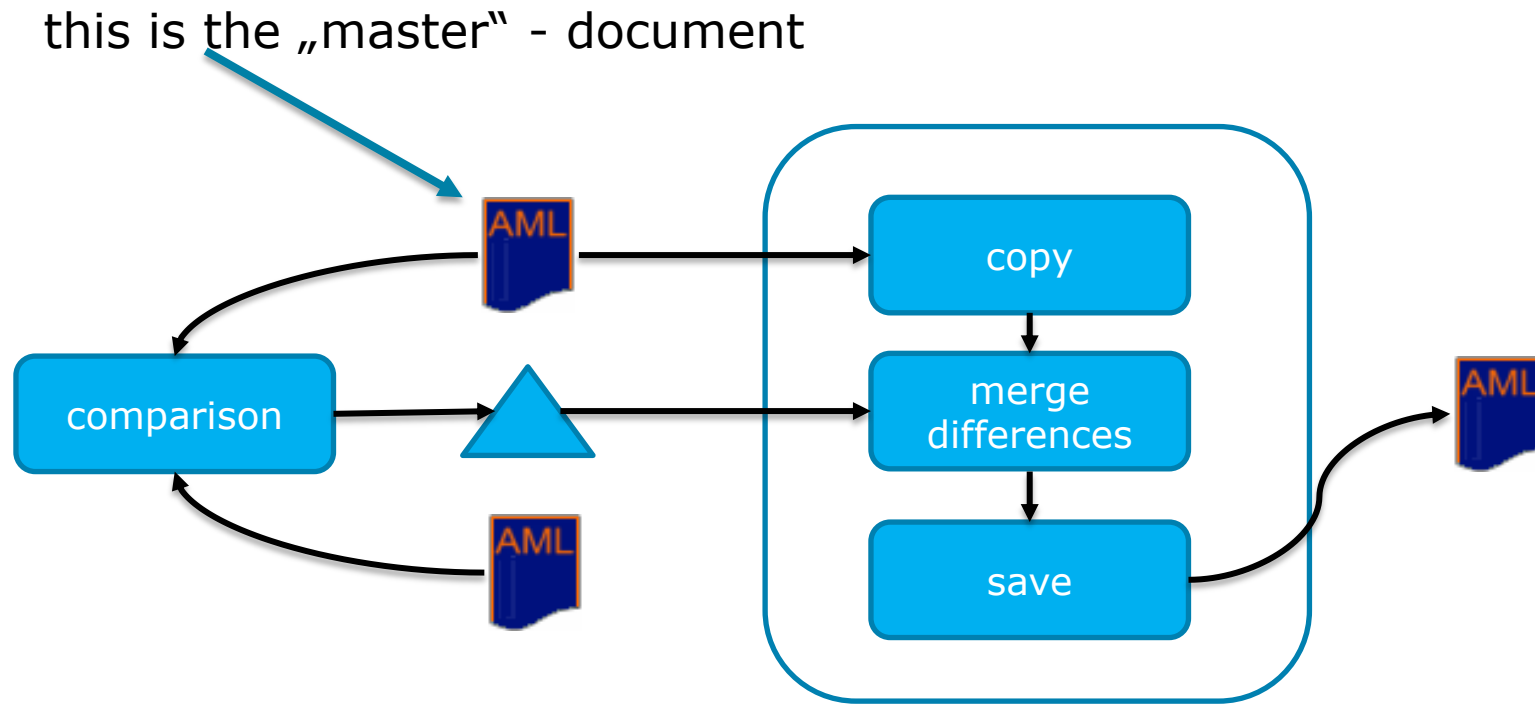 this is the „master“ - document
AML
copy
comparison
merge
differences
AML
AML
save